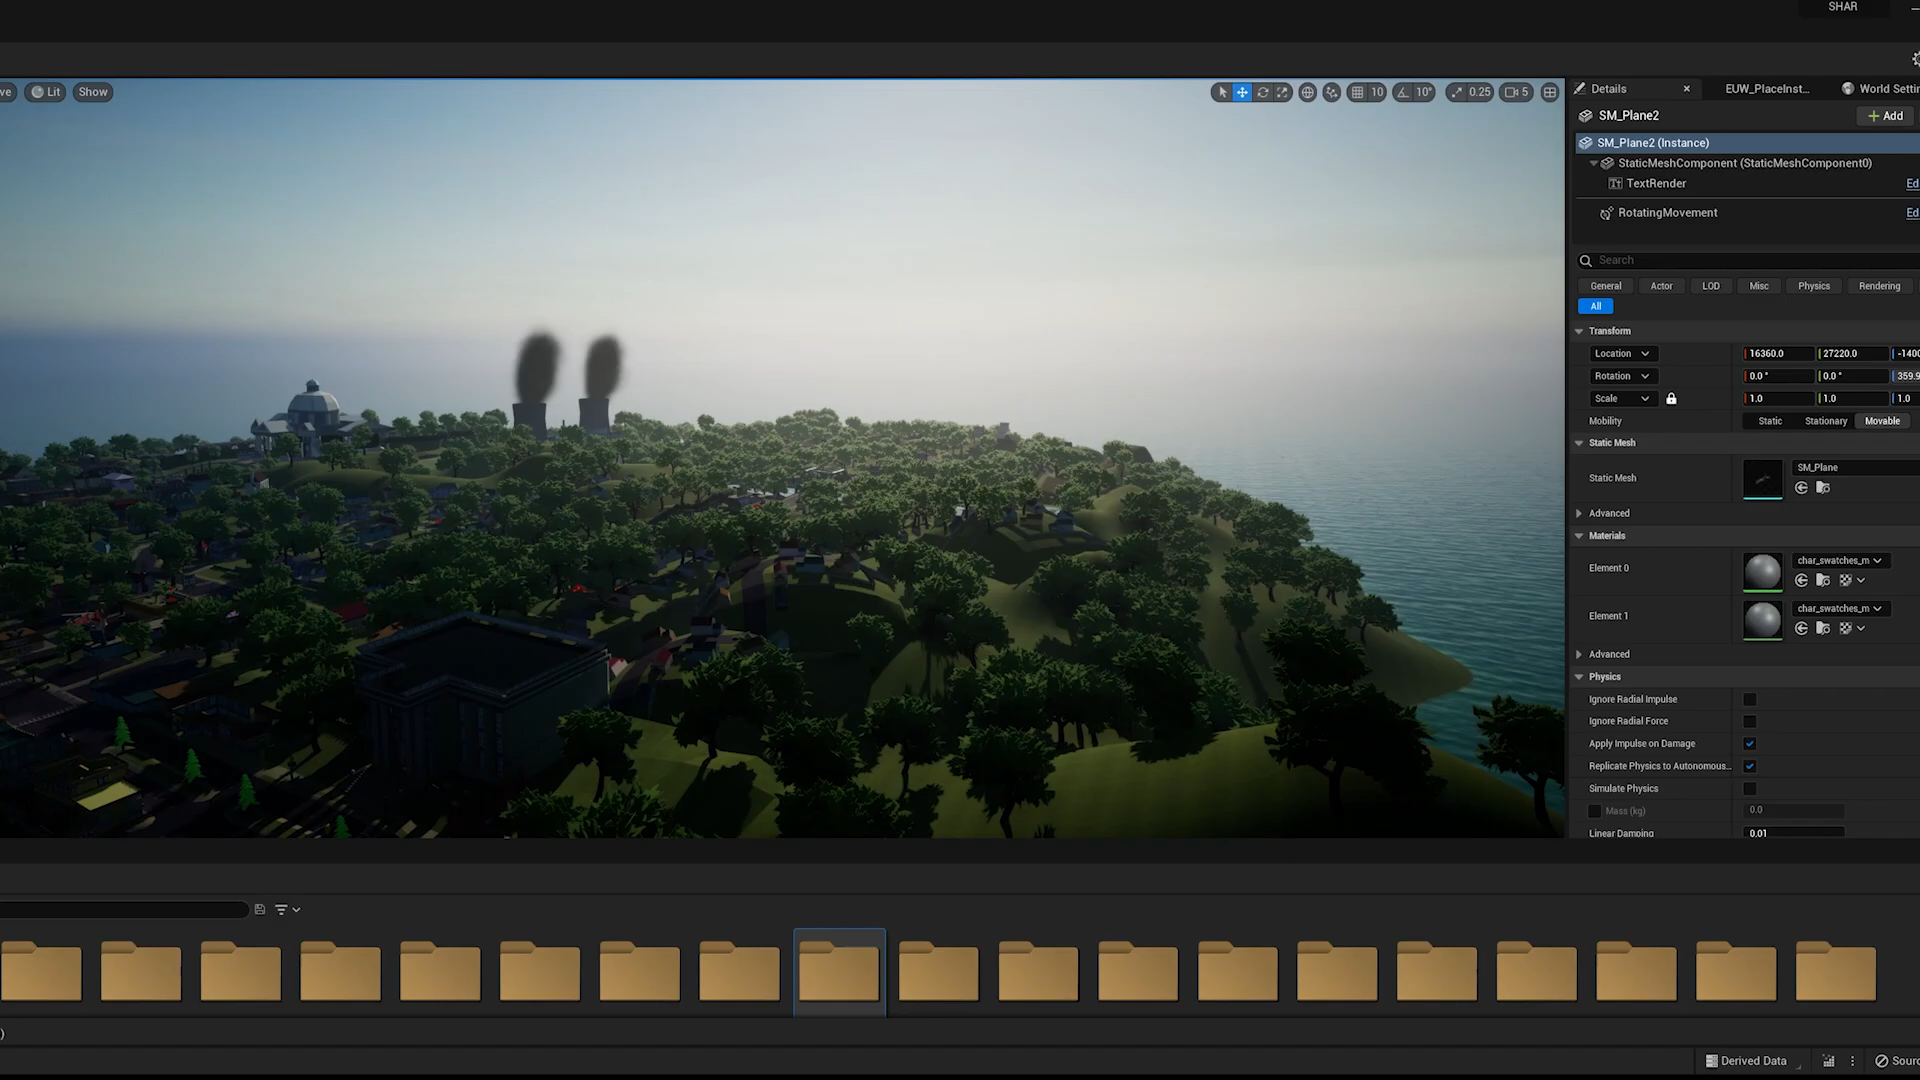 SHAR
ve Lit Show 10 10° 0.25 5
Details EUW_PlaceInst... World Settin
SM_Plane2 Add
SM_Plane2 (Instance)
StaticMeshComponent (StaticMeshComponent0)
TextRender Ed
RotatingMovement Ed
Search
General Actor LOD Misc Physics Rendering
All
Transform
Location 16360.0 27220.0 -1400
Rotation 0.0 ° 0.0 ° 359.9
Scale 1.0 1.0 1.0
Mobility Static Stationary Movable
Static Mesh
SM_Plane
Static Mesh
Advanced
Materials
char_swatches_m
Element 0
char_swatches_m
Element 1
Advanced
Physics
Ignore Radial Impulse
Ignore Radial Force
Apply Impulse on Damage
Replicate Physics to Autonomous...
Simulate Physics
Mass (kg) 0.0
Linear Damping 0.01
)
Derived Data Sourc